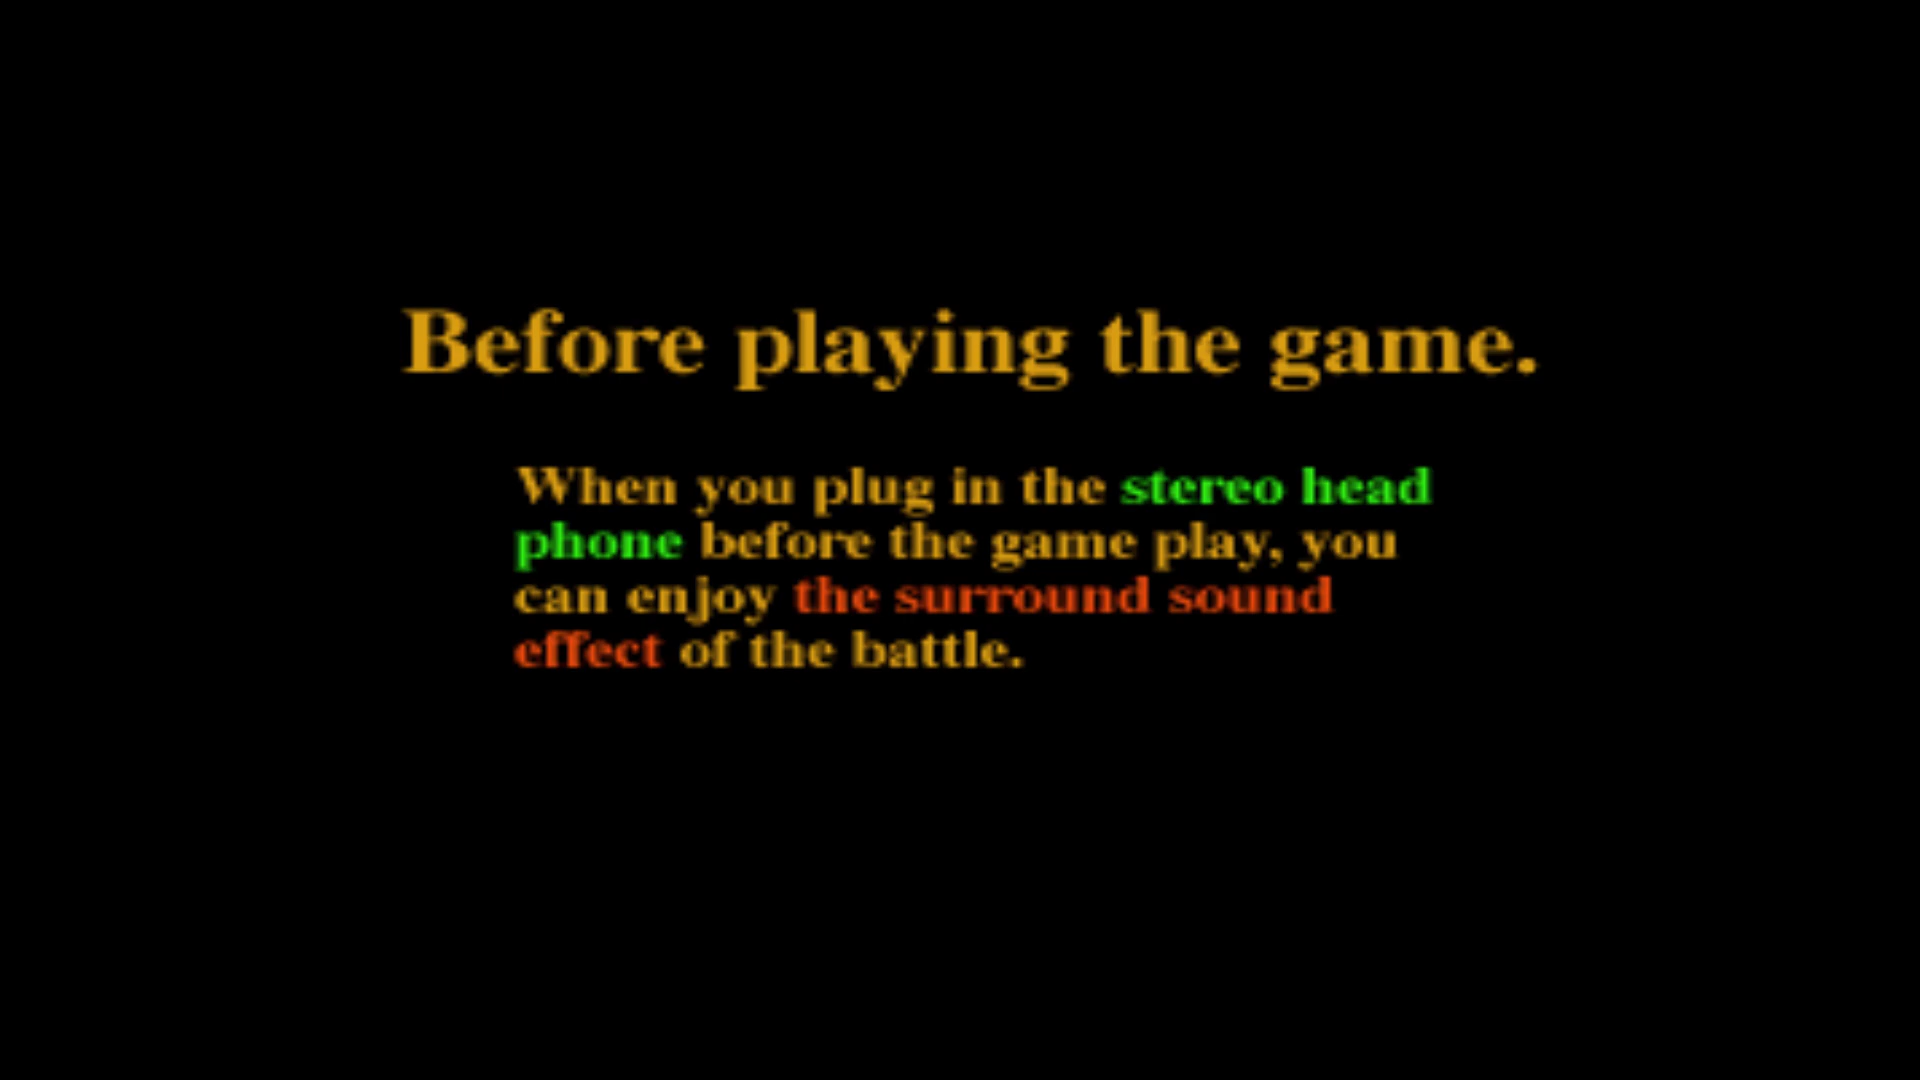 Before playing the game.
When you plug in the stereo head
phone before the game play, you
can enjoy the surround sound
effect of the battle.